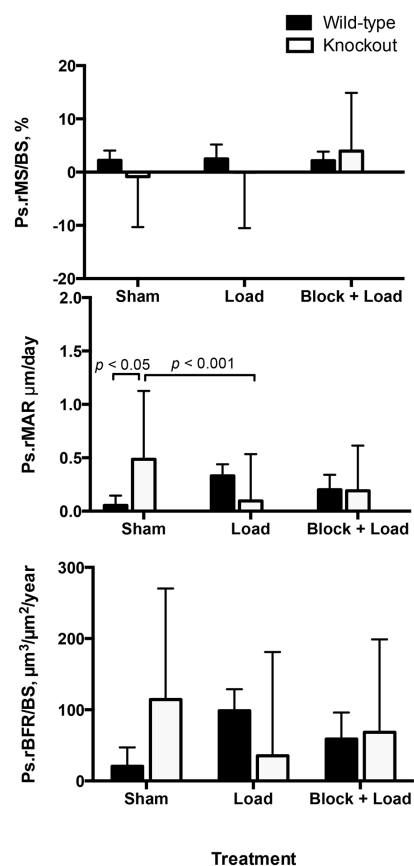 Wild-type
Knockout
Ps.rMS/BS, %
20
10
0
-10
-20
Sham
Load
Block + Load
Ps.rMAR μm/day
2.0
1.5
1.0
0.5
0.0
p < 0.05
p < 0.001
Sham
Load
Block + Load
Ps.rBFR/BS, μm³/μm²/year
300
200
100
0
Sham
Load
Block + Load
Treatment